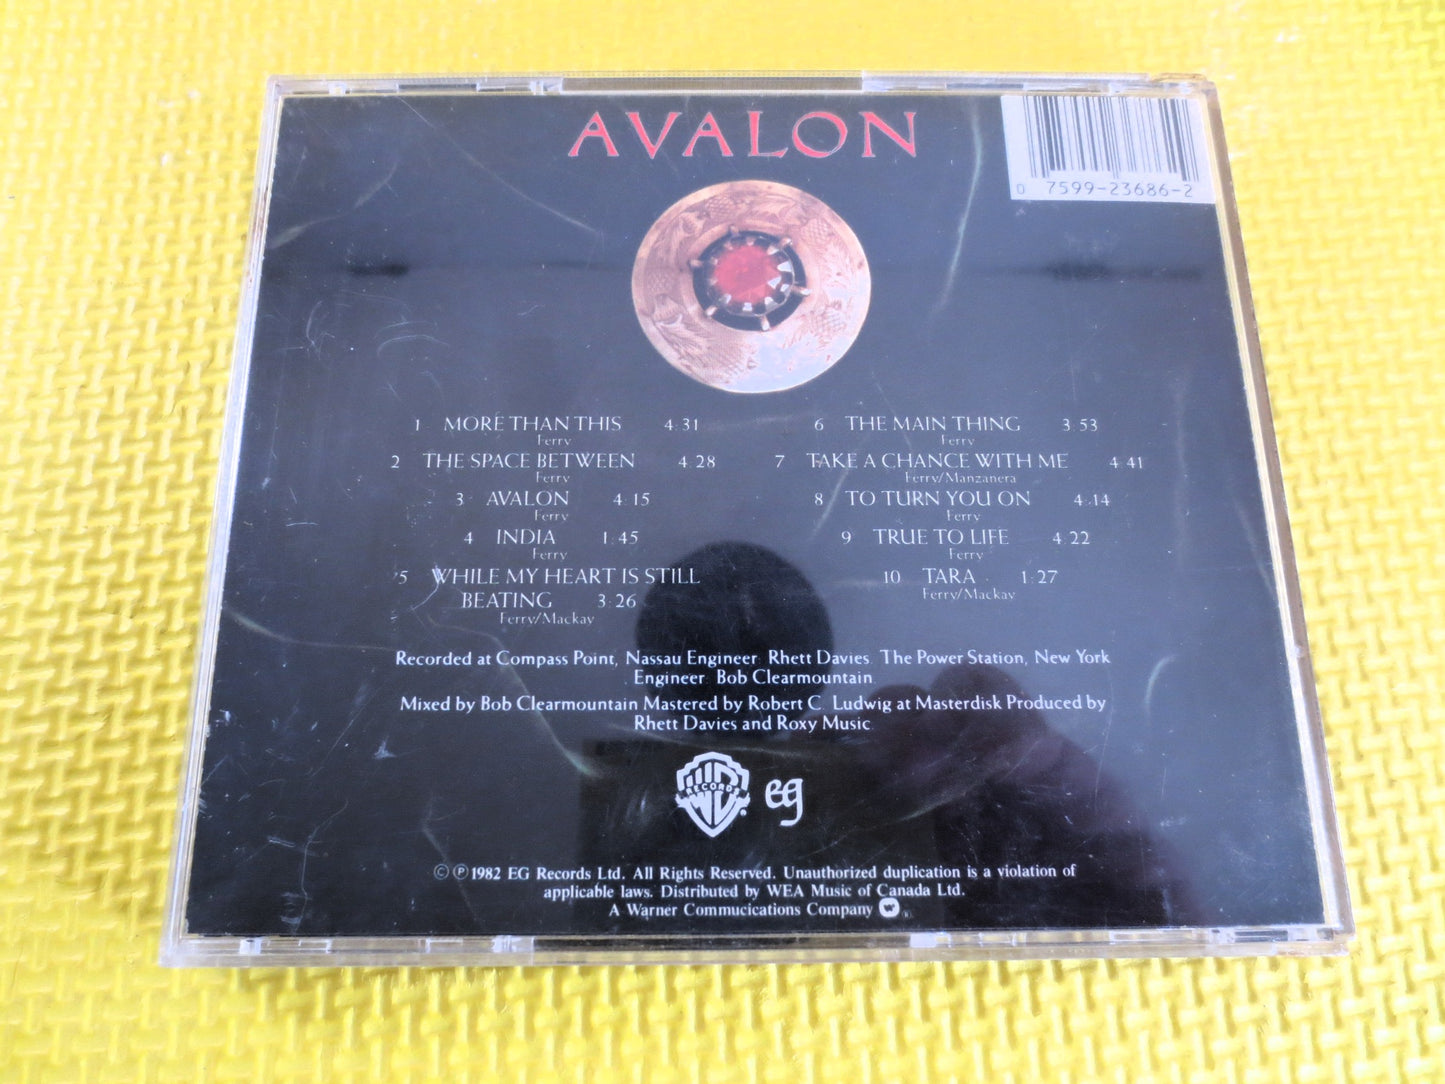 AVALON
0 7599-23686-2
1 MORE THAN THIS 4:31
Ferry
2 THE SPACE BETWEEN 4:28
Ferry
3 AVALON 4:15
Ferry
4 INDIA 1:45
Ferry
5 WHILE MY HEART IS STILL
BEATING 3:26
Ferry/Mackay
6 THE MAIN THING 3:53
Ferry
7 TAKE A CHANCE WITH ME 4:41
Ferry/Manzanera
8 TO TURN YOU ON 4:14
Ferry
9 TRUE TO LIFE 4:22
Ferry
10 TARA 1:27
Ferry/Mackay
Recorded at Compass Point, Nassau Engineer: Rhett Davies. The Power Station, New York
Engineer: Bob Clearmountain.
Mixed by Bob Clearmountain Mastered by Robert C. Ludwig at Masterdisk Produced by
Rhett Davies and Roxy Music.
WB RECORDS ®
eg
© ℗ 1982 EG Records Ltd. All Rights Reserved. Unauthorized duplication is a violation of
applicable laws. Distributed by WEA Music of Canada Ltd.
A Warner Commucications Company ®